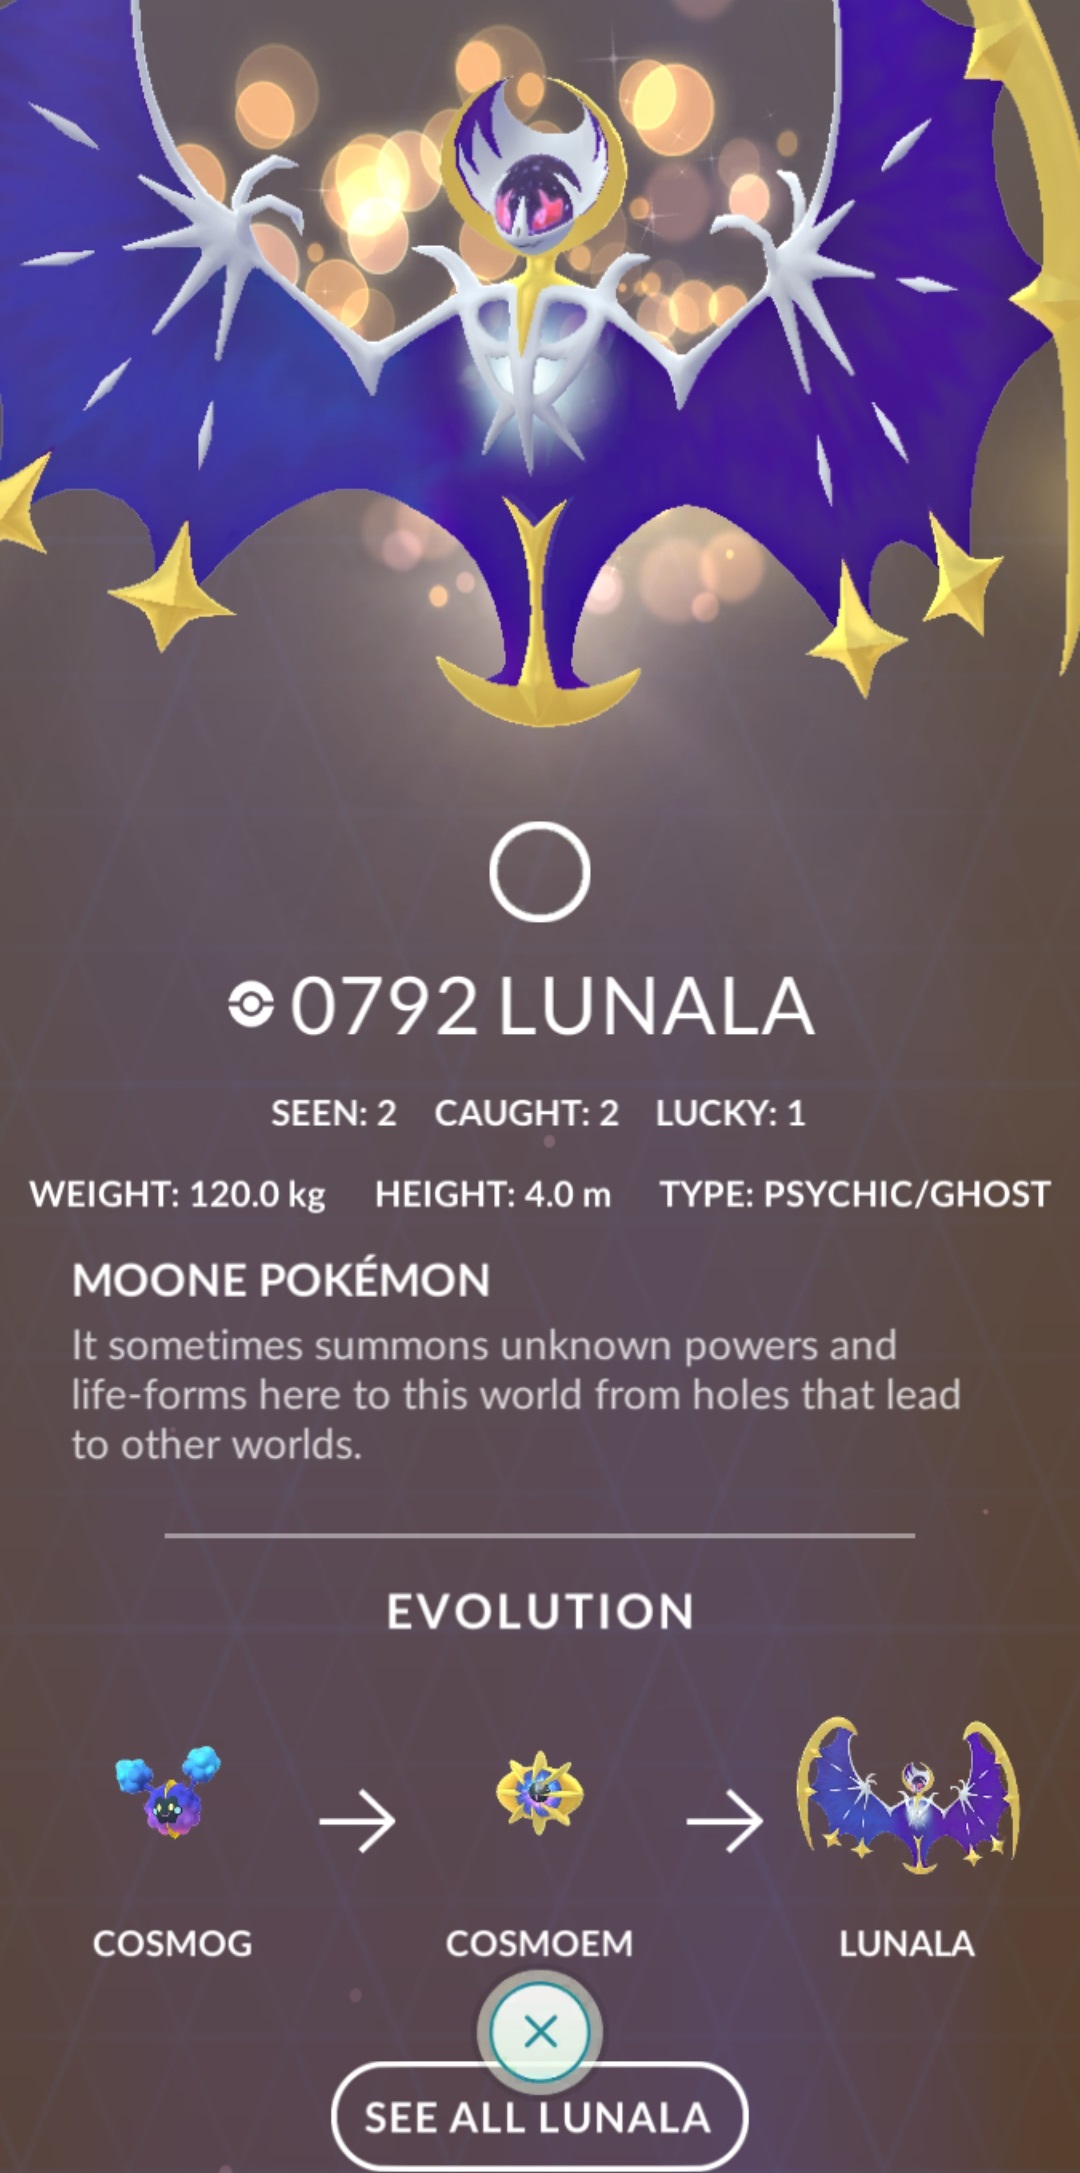 0792 LUNALA
SEEN: 2 CAUGHT: 2 LUCKY: 1
WEIGHT: 120.0 kg HEIGHT: 4.0 m TYPE: PSYCHIC/GHOST
MOONE POKÉMON
It sometimes summons unknown powers and
life-forms here to this world from holes that lead
to other worlds.
EVOLUTION
COSMOG COSMOEM LUNALA
SEE ALL LUNALA